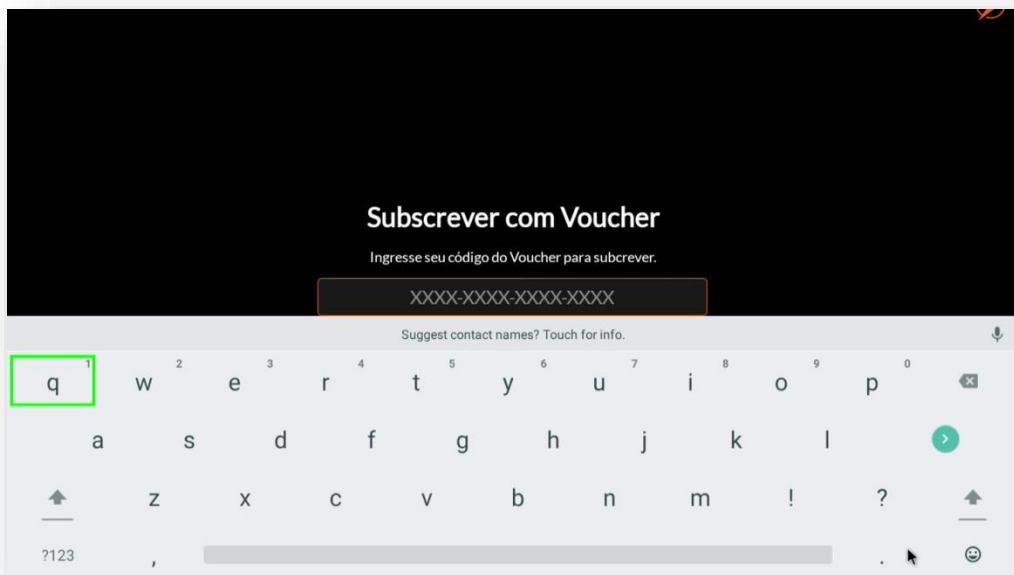 Subscrever com Voucher
Ingresse seu código do Voucher para subcrever.
XXXX-XXXX-XXXX-XXXX
Suggest contact names? Touch for info.
1 2 3 4 5 6 7 8 9 0
q w e r t y u i o p
a s d f g h j k l
z x c v b n m ! ?
?123 , .